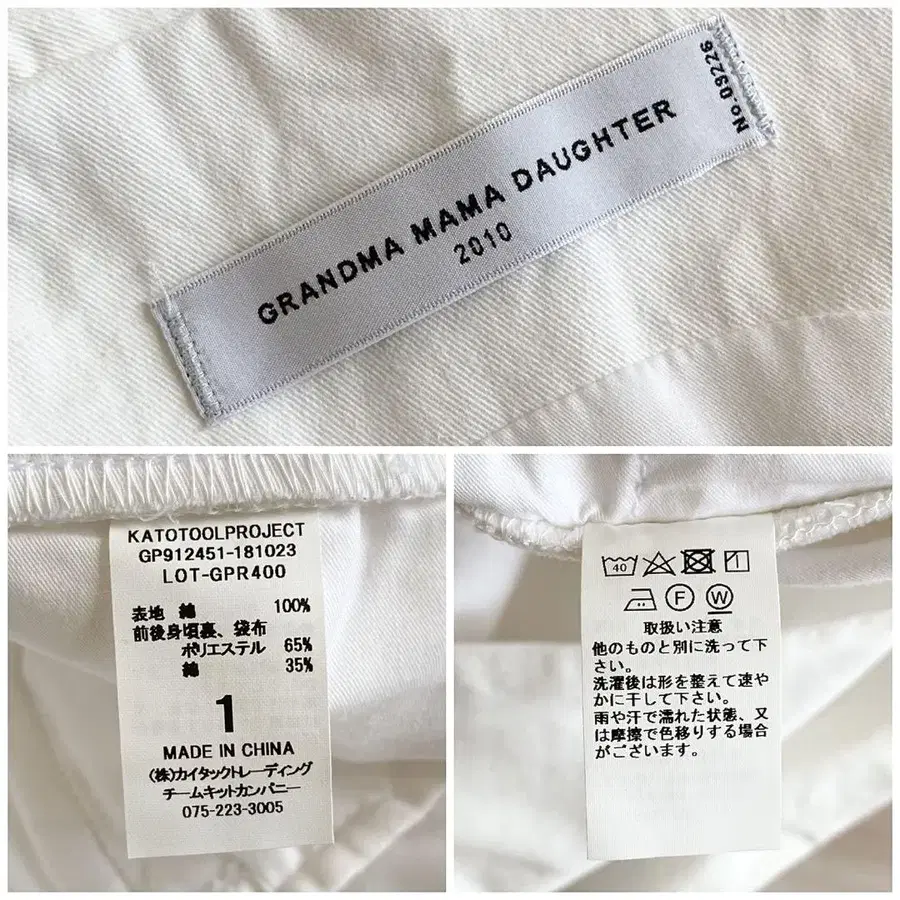 GRANDMA MAMA DAUGHTER
2010
No.09226
KATOTOOLPROJECT
GP912451-181023
LOT-GPR400
表地 綿 100%
前後身頃裏、袋布
ポリエステル 65%
綿 35%
1
MADE IN CHINA
(株)カイタックトレーディング
チームキットカンパニー
075-223-3005
40
F W
取扱い注意
他のものと別に洗って下
さい。
洗濯後は形を整えて速や
かに干して下さい。
雨や汗で濡れた状態、又
は摩擦で色移りする場合
がございます。